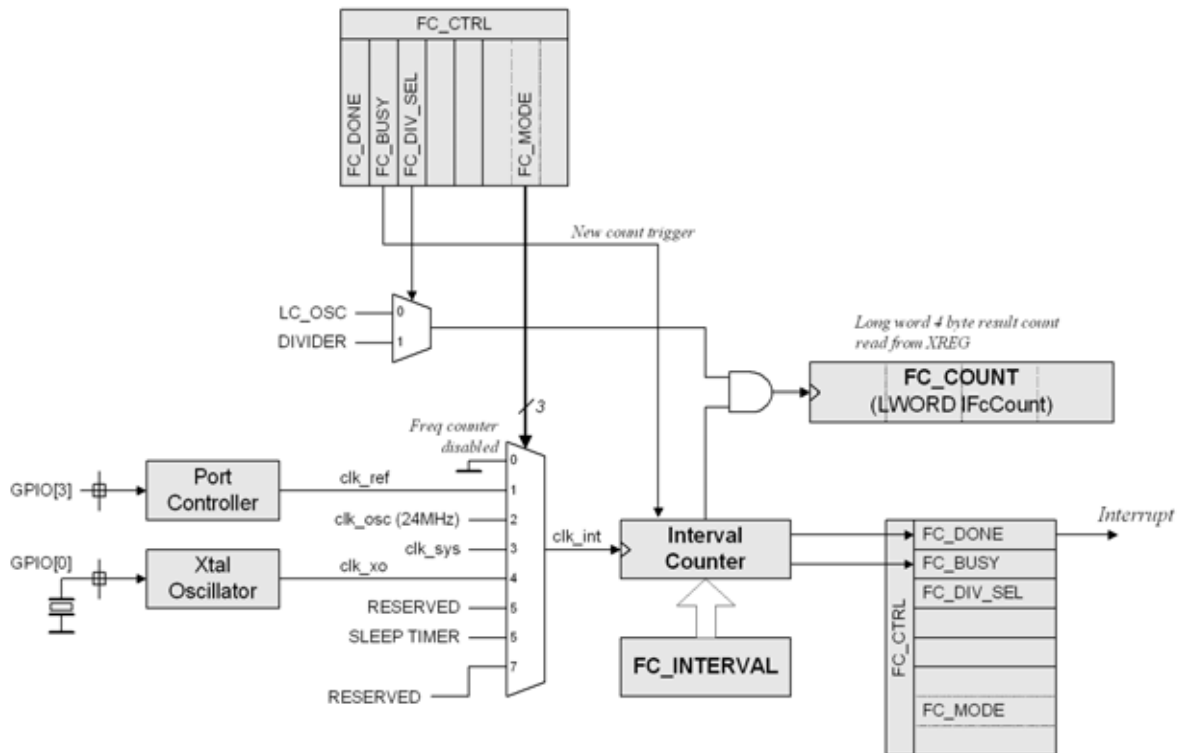 FC_CTRL
FC_DONE
FC_BUSY
FC_DIV_SEL
FC_MODE
New count trigger
LC_OSC
0
DIVIDER
1
Long word 4 byte result count
read from XREG
FC_COUNT
(LWORD lFcCount)
3
Freq counter
disabled
0
GPIO[3]
Port
Controller
clk_ref
1
clk_osc (24MHz)
2
clk_sys
3
clk_int
GPIO[0]
Xtal
Oscillator
clk_xo
4
RESERVED
5
SLEEP TIMER
5
RESERVED
7
Interval
Counter
FC_INTERVAL
Interrupt
FC_CTRL
FC_DONE
FC_BUSY
FC_DIV_SEL
FC_MODE